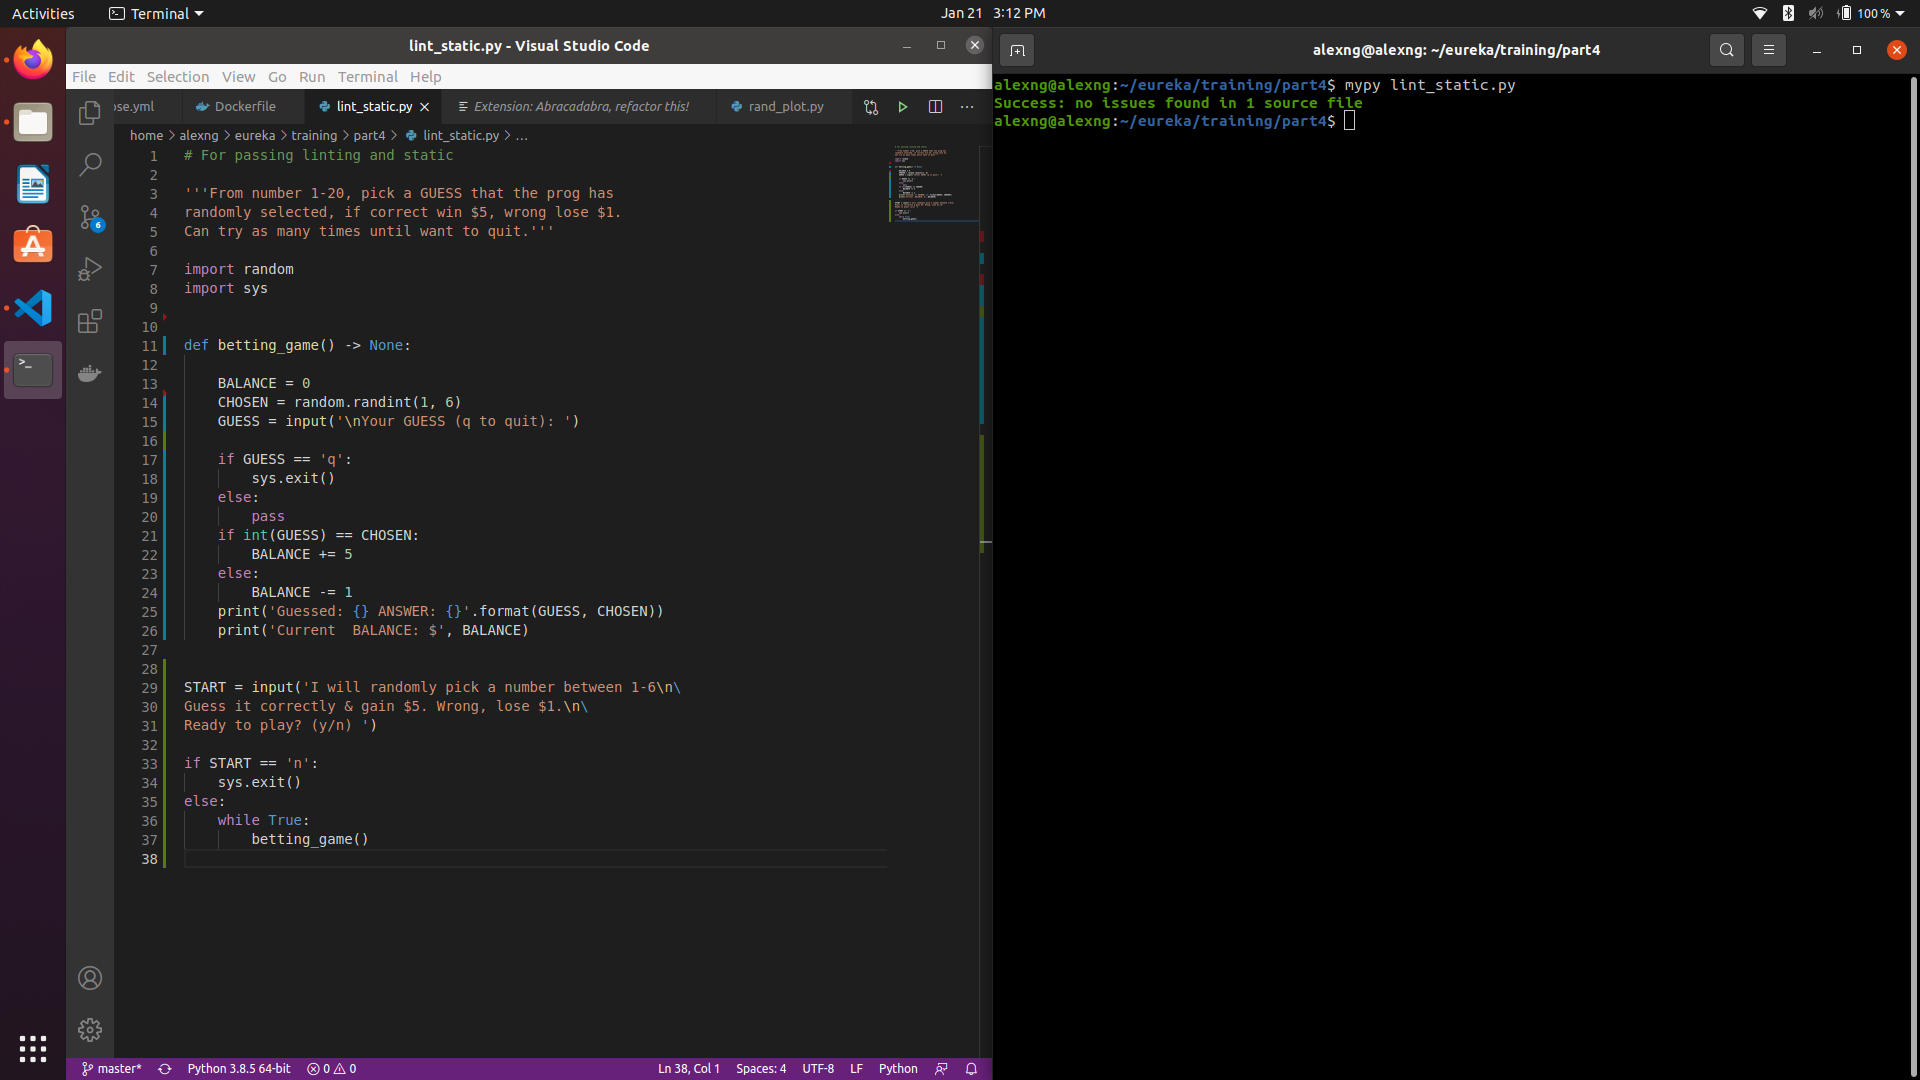 Activities
Terminal
Jan 21 3:12 PM
100 %
lint_static.py - Visual Studio Code
File Edit Selection View Go Run Terminal Help
ose.yml
Dockerfile
lint_static.py
Extension: Abracadabra, refactor this!
rand_plot.py
home > alexng > eureka > training > part4 > lint_static.py > ...
6
1 # For passing linting and static
2
3 '''From number 1-20, pick a GUESS that the prog has
4 randomly selected, if correct win $5, wrong lose $1.
5 Can try as many times until want to quit.'''
6
7 import random
8 import sys
9
10
11 def betting_game() -> None:
12
13     BALANCE = 0
14     CHOSEN = random.randint(1, 6)
15     GUESS = input('\nYour GUESS (q to quit): ')
16
17     if GUESS == 'q':
18         sys.exit()
19     else:
20         pass
21     if int(GUESS) == CHOSEN:
22         BALANCE += 5
23     else:
24         BALANCE -= 1
25     print('Guessed: {} ANSWER: {}'.format(GUESS, CHOSEN))
26     print('Current  BALANCE: $', BALANCE)
27
28
29 START = input('I will randomly pick a number between 1-6\n\
30 Guess it correctly & gain $5. Wrong, lose $1.\n\
31 Ready to play? (y/n) ')
32
33 if START == 'n':
34     sys.exit()
35 else:
36     while True:
37         betting_game()
38
master*
Python 3.8.5 64-bit
0
0
Ln 38, Col 1
Spaces: 4
UTF-8
LF
Python
alexng@alexng: ~/eureka/training/part4
alexng@alexng:~/eureka/training/part4$ mypy lint_static.py
Success: no issues found in 1 source file
alexng@alexng:~/eureka/training/part4$